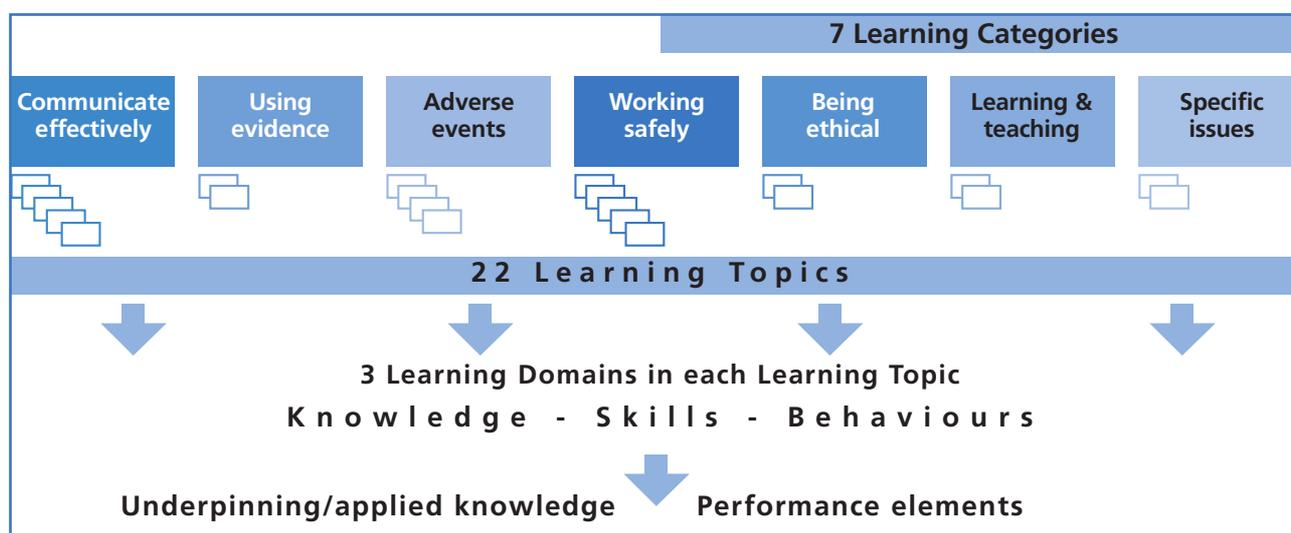 7 Learning Categories
Communicate
effectively
Using
evidence
Adverse
events
Working
safely
Being
ethical
Learning &
teaching
Specific
issues
22 Learning Topics
3 Learning Domains in each Learning Topic
Knowledge - Skills - Behaviours
Underpinning/applied knowledge
Performance elements